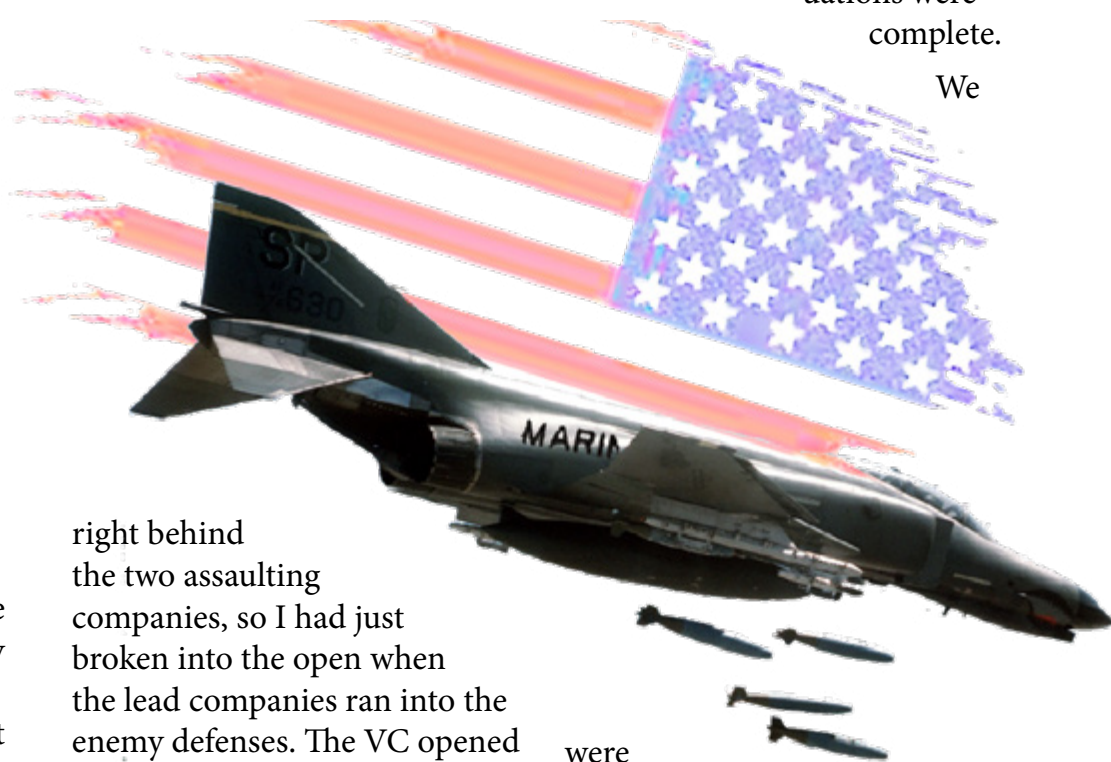 complete.
We
SP
630
MARIN
right behind
the two assaulting
companies, so I had just
broken into the open when
the lead companies ran into the
enemy defenses. The VC opened
were